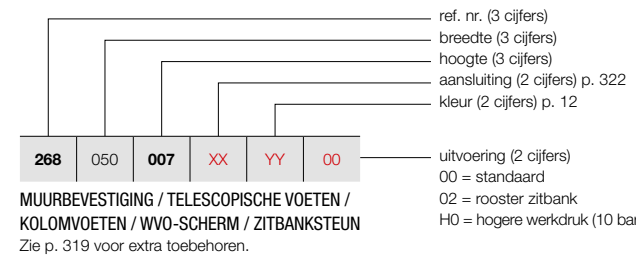 ref. nr. (3 cijfers)
breedte (3 cijfers)
hoogte (3 cijfers)
aansluiting (2 cijfers) p. 322
kleur (2 cijfers) p. 12
268 050 007 XX YY 00
uitvoering (2 cijfers)
00 = standaard
02 = rooster zitbank
H0 = hogere werkdruk (10 bar
MUURBEVESTIGING / TELESCOPISCHE VOETEN /
KOLOMVOETEN / WVO-SCHERM / ZITBANKSTEUN
Zie p. 319 voor extra toebehoren.